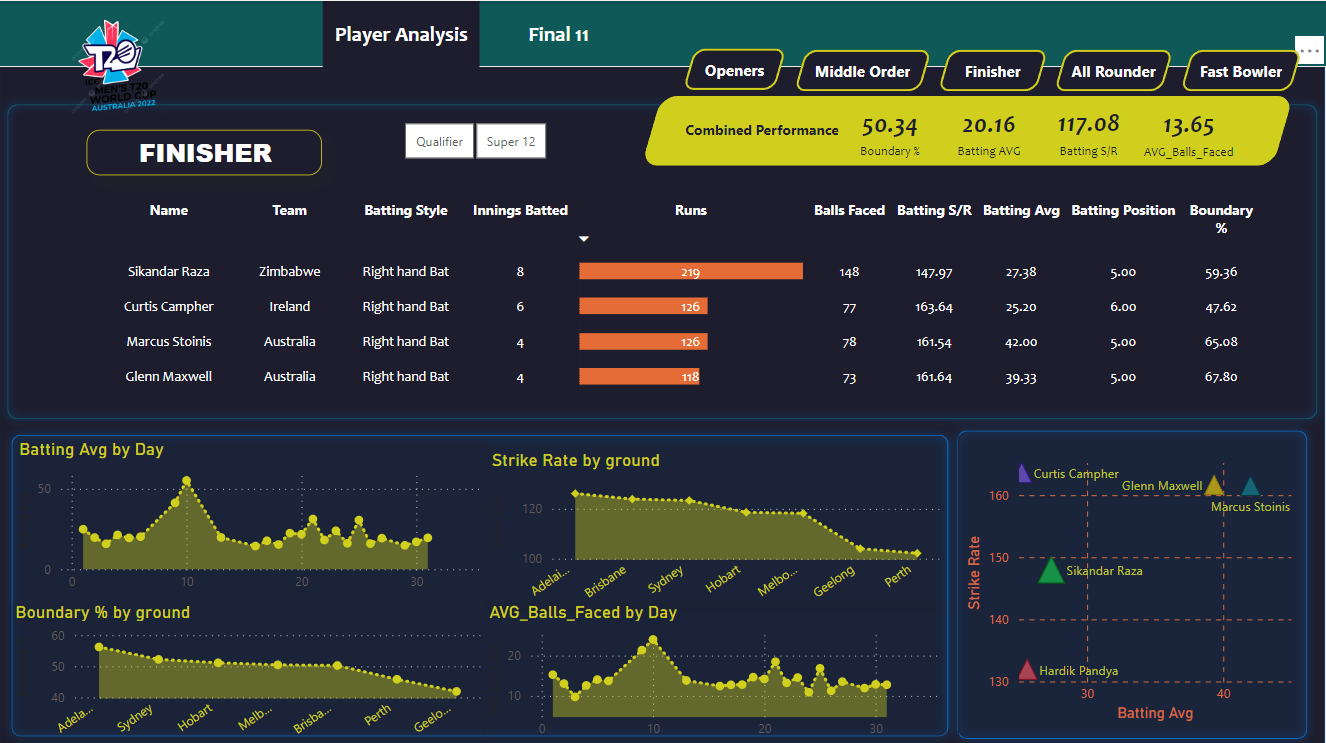 Player Analysis
Final 11
T20
ICC MEN'S T20
WORLD CUP
AUSTRALIA 2022
Openers
Middle Order
Finisher
All Rounder
Fast Bowler
FINISHER
Qualifier
Super 12
Combined Performance
50.34
20.16
117.08
13.65
Boundary %
Batting AVG
Batting S/R
AVG_Balls_Faced
Name Team Batting Style Innings Batted Runs Balls Faced Batting S/R Batting Avg Batting Position Boundary
%
Sikandar Raza Zimbabwe Right hand Bat 8 219 148 147.97 27.38 5.00 59.36
Curtis Campher Ireland Right hand Bat 6 126 77 163.64 25.20 6.00 47.62
Marcus Stoinis Australia Right hand Bat 4 126 78 161.54 42.00 5.00 65.08
Glenn Maxwell Australia Right hand Bat 4 118 73 161.64 39.33 5.00 67.80
Batting Avg by Day
50
0
0 10 20 30
Strike Rate by ground
120
100
Adelai...
Brisbane
Sydney
Hobart
Melbo...
Geelong
Perth
Boundary % by ground
60
50
40
Adela...
Sydney
Hobart
Melb...
Brisba...
Perth
Geelo...
AVG_Balls_Faced by Day
20
10
0 10 20 30
Strike Rate
160
150
140
130
Curtis Campher
Glenn Maxwell
Marcus Stoinis
Sikandar Raza
Hardik Pandya
30 40
Batting Avg